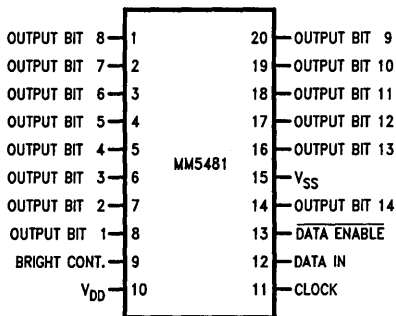 OUTPUT BIT 8 1 20 OUTPUT BIT 9
OUTPUT BIT 7 2 19 OUTPUT BIT 10
OUTPUT BIT 6 3 18 OUTPUT BIT 11
OUTPUT BIT 5 4 17 OUTPUT BIT 12
OUTPUT BIT 4 5 16 OUTPUT BIT 13
MM5481
OUTPUT BIT 3 6 15 VSS
OUTPUT BIT 2 7 14 OUTPUT BIT 14
OUTPUT BIT 1 8 13 DATA ENABLE
BRIGHT CONT. 9 12 DATA IN
VDD 10 11 CLOCK